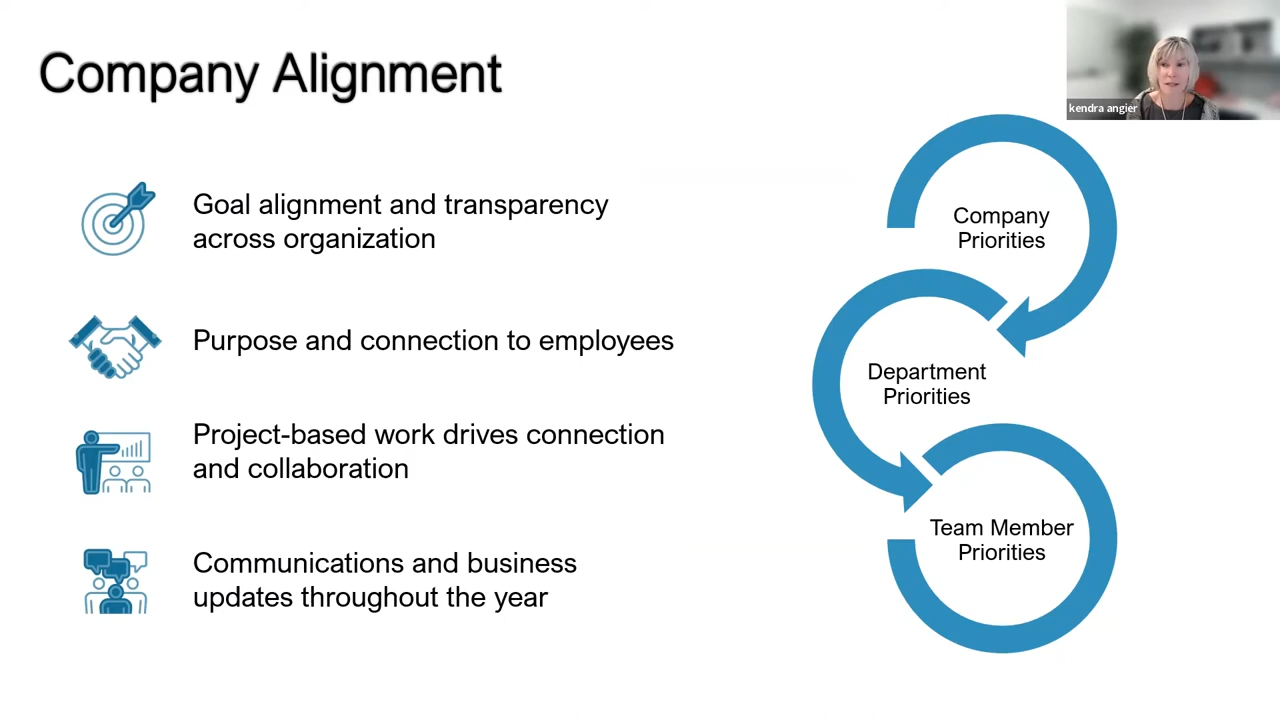 Company Alignment
kendra angier
Goal alignment and transparency
across organization
Purpose and connection to employees
Project-based work drives connection
and collaboration
Communications and business
updates throughout the year
Company
Priorities
Department
Priorities
Team Member
Priorities